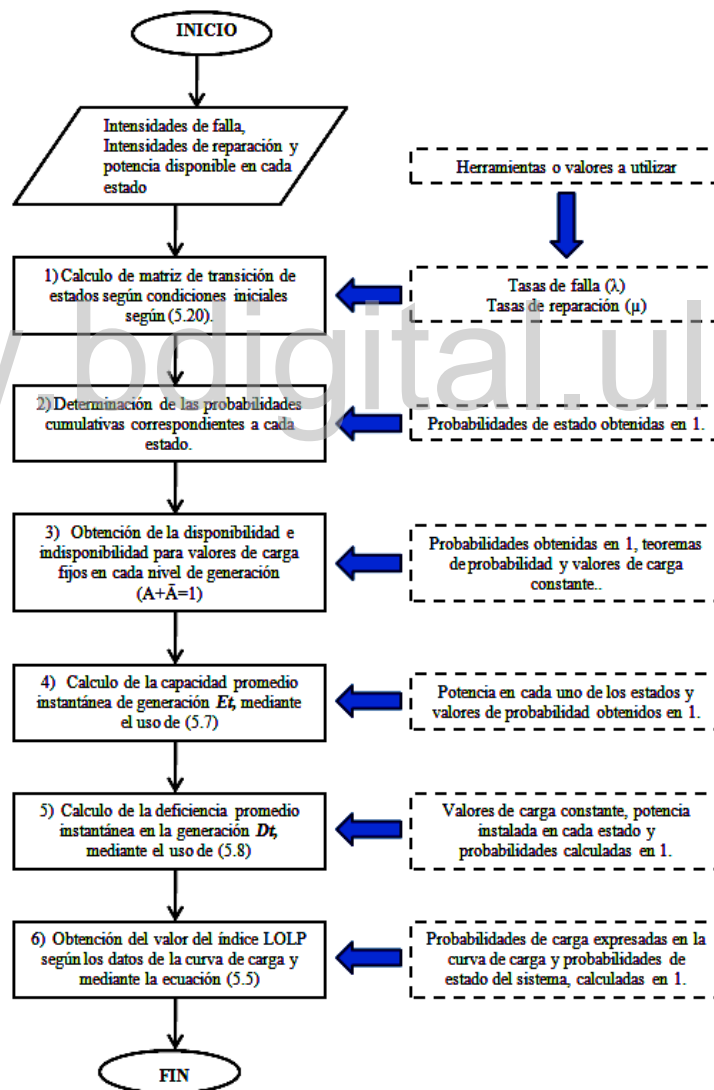 INICIO
Intensidades de falla,
Intensidades de reparación y
potencia disponible en cada
estado
Herramientas o valores a utilizar
1) Calculo de matriz de transición de
estados según condiciones iniciales
según (5.20).
Tasas de falla (λ)
Tasas de reparación (µ)
www.bdigital.ul
2) Determinación de las probabilidades
cumulativas correspondientes a cada
estado.
Probabilidades de estado obtenidas en 1.
3) Obtención de la disponibilidad e
indisponibilidad para valores de carga
fijos en cada nivel de generación
(A+Ā=1)
Probabilidades obtenidas en 1, teoremas
de probabilidad y valores de carga
constante..
4) Calculo de la capacidad promedio
instantánea de generación Et, mediante
el uso de (5.7)
Potencia en cada uno de los estados y
valores de probabilidad obtenidos en 1.
5) Calculo de la deficiencia promedio
instantánea en la generación Dt,
mediante el uso de (5.8)
Valores de carga constante, potencia
instalada en cada estado y
probabilidades calculadas en 1.
6) Obtención del valor del índice LOLP
según los datos de la curva de carga y
mediante la ecuación (5.5)
Probabilidades de carga expresadas en la
curva de carga y probabilidades de
estado del sistema, calculadas en 1.
FIN